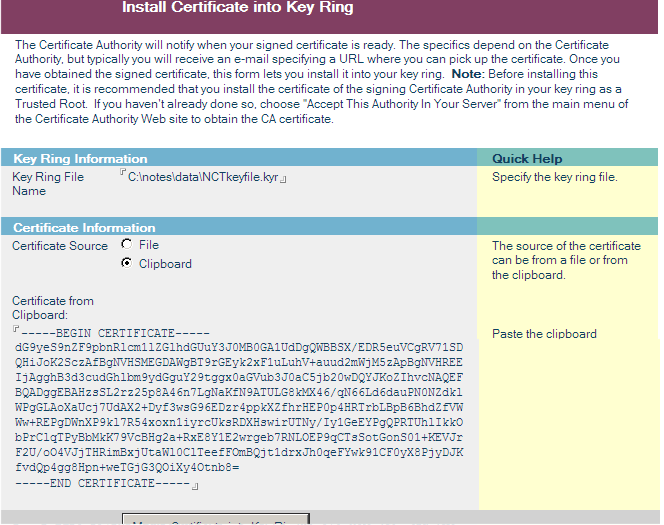 Install Certificate into Key Ring
The Certificate Authority will notify when your signed certificate is ready. The specifics depend on the Certificate
Authority, but typically you will receive an e-mail specifying a URL where you can pick up the certificate. Once you
have obtained the signed certificate, this form lets you install it into your key ring. Note: Before installing this
certificate, it is recommended that you install the certificate of the signing Certificate Authority in your key ring as a
Trusted Root. If you haven't already done so, choose "Accept This Authority In Your Server" from the main menu of
the Certificate Authority Web site to obtain the CA certificate.
Key Ring Information
Quick Help
Key Ring File
Name
C:\notes\data\NCTkeyfile.kyr
Specify the key ring file.
Certificate Information
Certificate Source
File
Clipboard
The source of the certificate
can be from a file or from
the clipboard.
Certificate from
Clipboard:
Paste the clipboard
-----BEGIN CERTIFICATE-----
dG9yeS9nZF9pbnRlcm1lZGlhdGUuY3J0MB0GA1UdDgQWBBSX/EDR5euVCgRV71SD
QHiJoK2SczAfBgNVHSMEGDAWgBT9rGEyk2xF1uLuhV+auud2mWjM5zApBgNVHREE
IjAgghB3d3cudGhlbm9ydGguY29tggx0aGVub3J0aC5jb20wDQYJKoZIhvcNAQEF
BQADggEBAHzsSL2rz25p8A46n7LgNaKfN9ATULG8kMX46/qN66Ld6dauPN0NZdkl
WPgGLAoXaUcj7UdAX2+Dyf3wsG96EDzr4ppkXZfhrHEP0p4HRTrbLBpB6BhdZfVW
Ww+REPgDWnXP9kl7R54xoxn1iyrcUksRDXHswirUTNy/Iy1GeEYPgQPRTUhlIkkO
bPrClqTPyBbMkK79VcBHg2a+RxE8Y1E2wrgeb7RNLOEP9qCTsSotGonS01+KEVJr
F2U/oO4VJjTHRimBxjUtaWl0ClTeefFOmBQjt1drxJh0qeFYwk91CF0yX8PjyDJK
fvdQp4gg8Hpn+weTGjG3QOiXy4Otnb8=
-----END CERTIFICATE-----